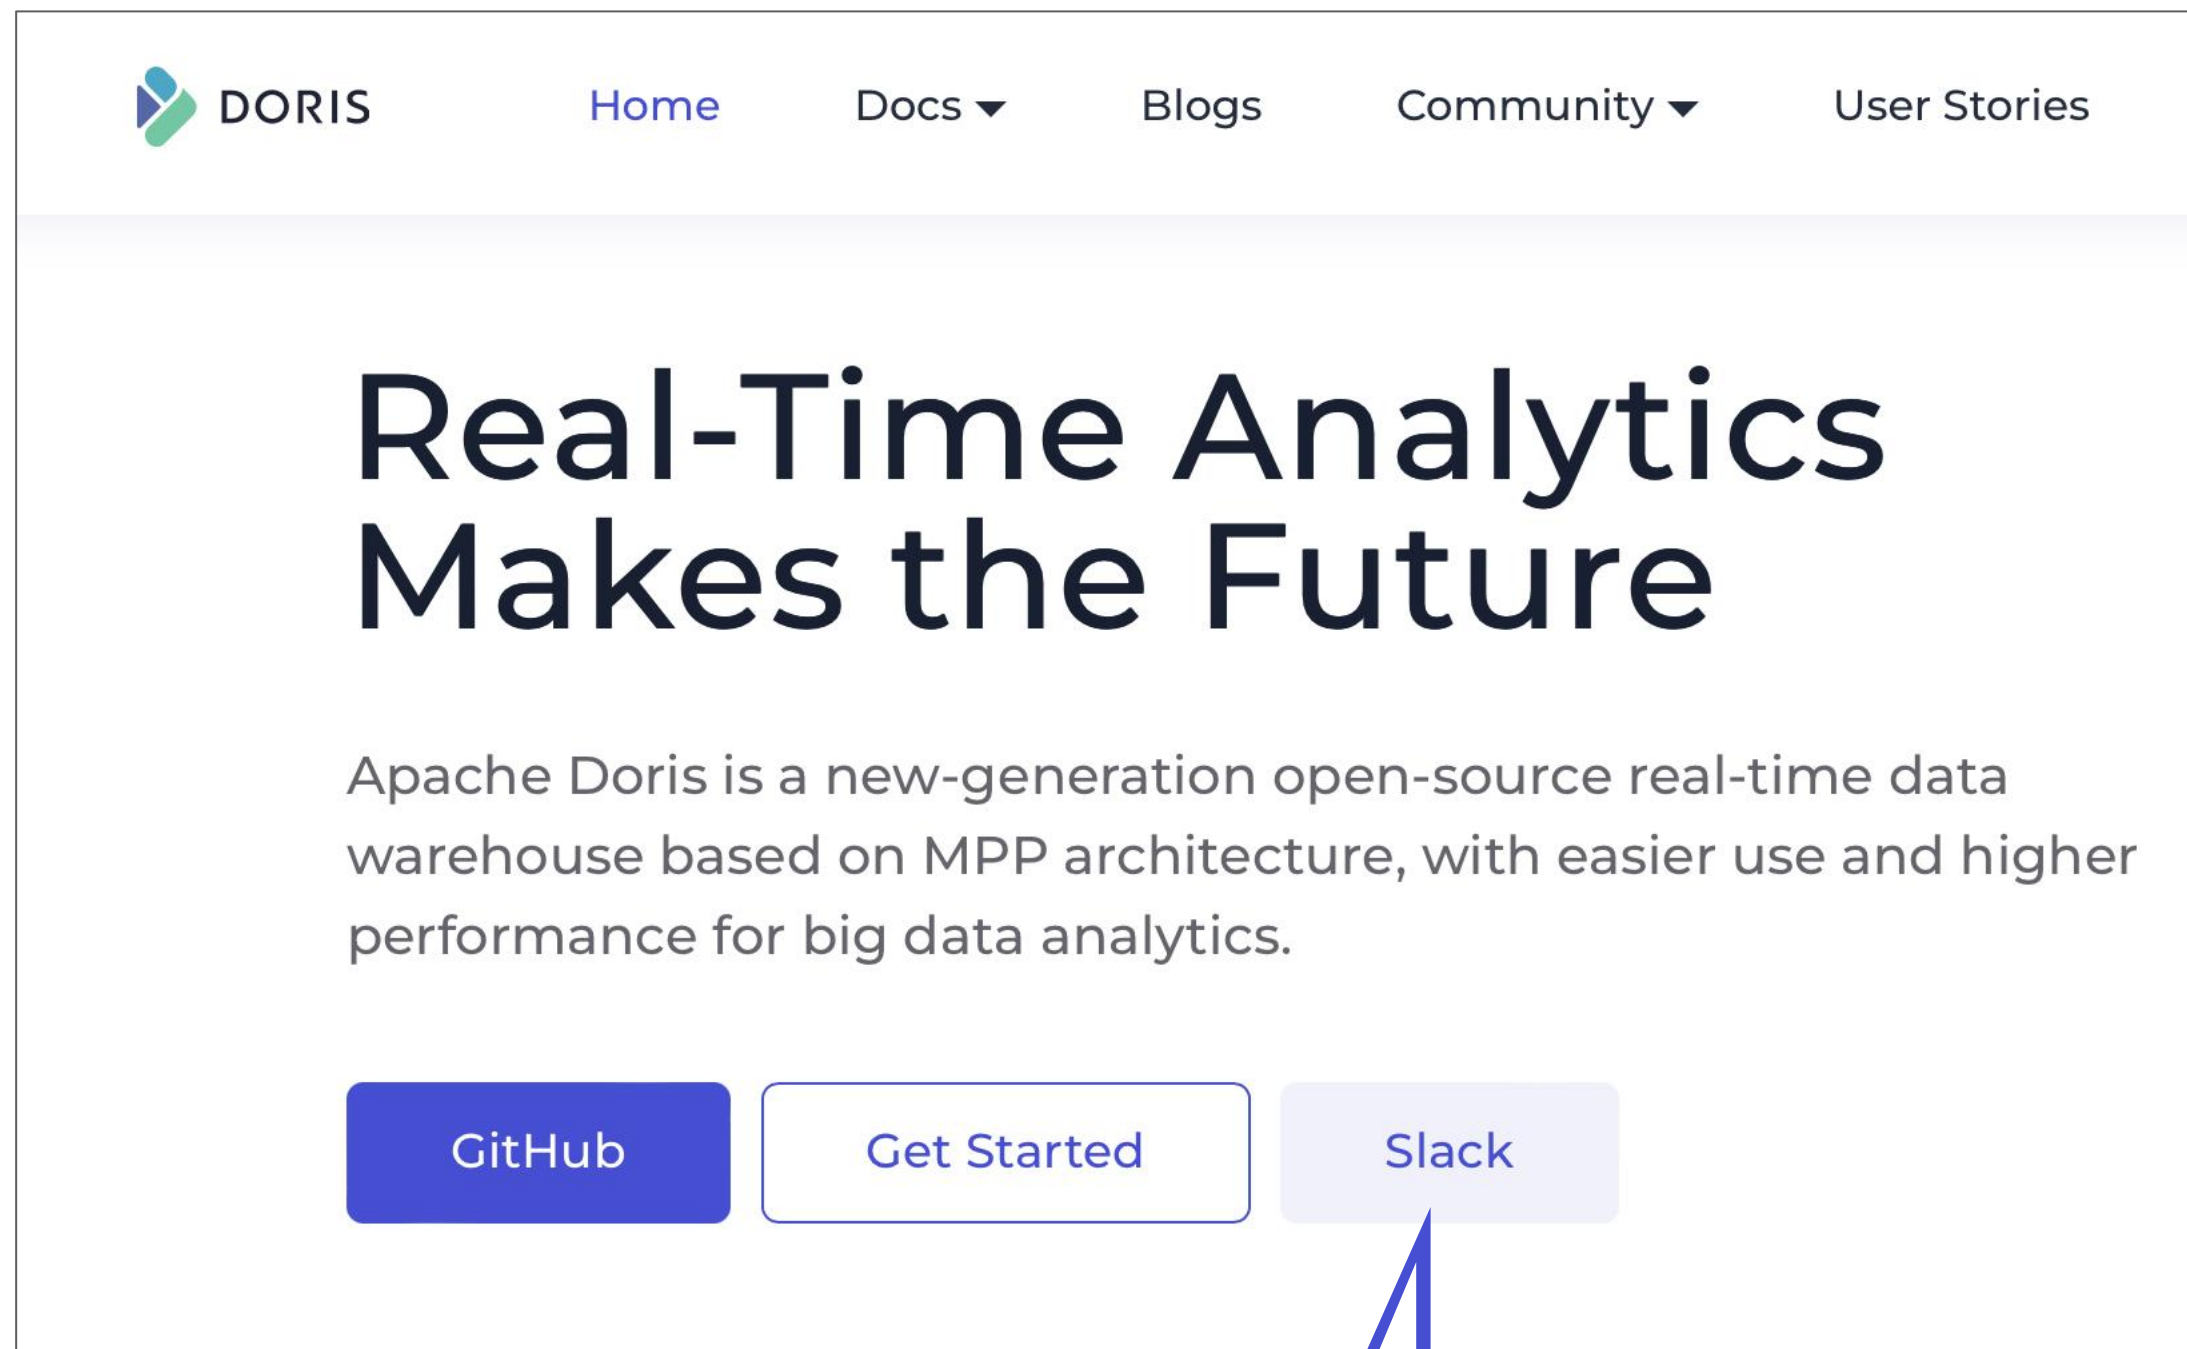 DORIS Home Docs Blogs Community User Stories
Real-Time Analytics
Makes the Future
Apache Doris is a new-generation open-source real-time data
warehouse based on MPP architecture, with easier use and higher
performance for big data analytics.
GitHub Get Started Slack